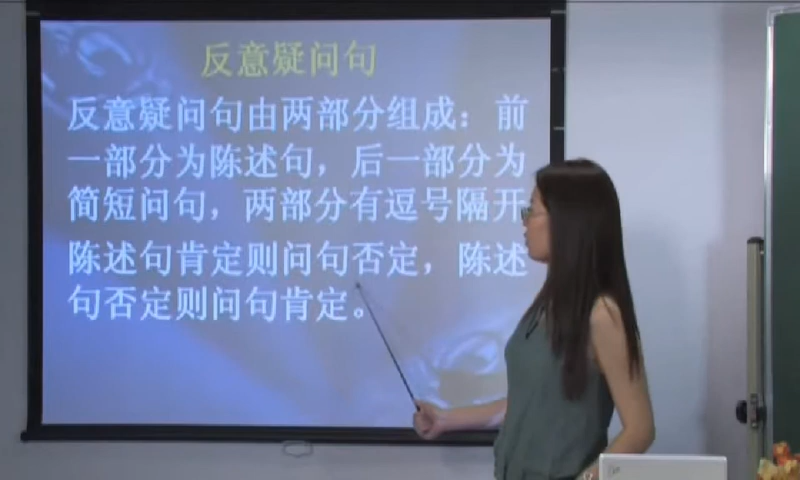 反意疑问句
反意疑问句由两部分组成：前
一部分为陈述句，后一部分为
简短问句，两部分有逗号隔开
陈述句肯定则问句否定，陈述
句否定则问句肯定。